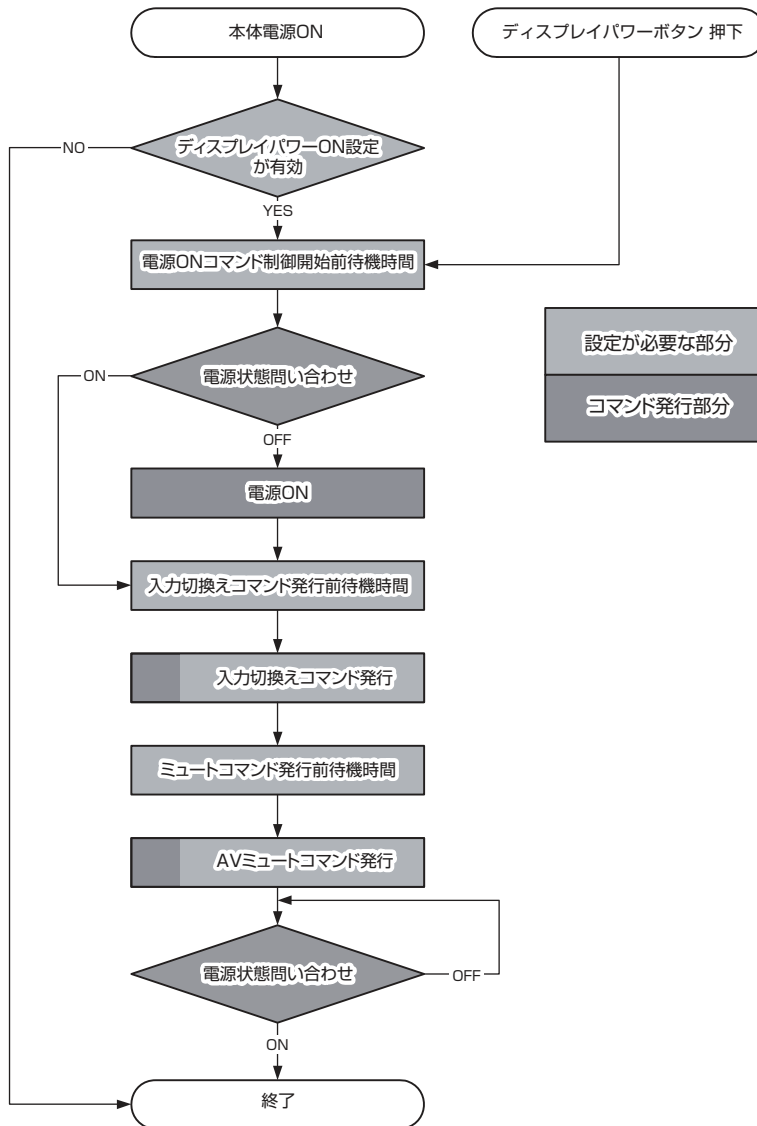 本体電源ON
ディスプレイパワーボタン 押下
NO
ディスプレイパワーON設定
が有効
YES
電源ONコマンド制御開始前待機時間
設定が必要な部分
コマンド発行部分
ON
電源状態問い合わせ
OFF
電源ON
入力切換えコマンド発行前待機時間
入力切換えコマンド発行
ミュートコマンド発行前待機時間
AVミュートコマンド発行
電源状態問い合わせ
OFF
ON
終了